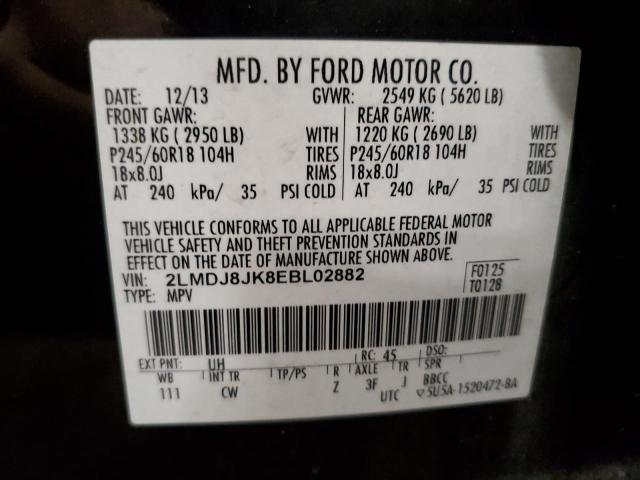 MFD. BY FORD MOTOR CO.
DATE: 12/13 GVWR: 2549 KG ( 5620 LB)
FRONT GAWR: REAR GAWR:
1338 KG ( 2950 LB) WITH 1220 KG ( 2690 LB) WITH
P245/60R18 104H TIRES P245/60R18 104H TIRES
18x8.0J RIMS 18x8.0J RIMS
AT 240 kPa/ 35 PSI COLD AT 240 kPa/ 35 PSI COLD
THIS VEHICLE CONFORMS TO ALL APPLICABLE FEDERAL MOTOR
VEHICLE SAFETY AND THEFT PREVENTION STANDARDS IN
EFFECT ON THE DATE OF MANUFACTURE SHOWN ABOVE.
VIN: 2LMDJ8JK8EBL02882 F0125
TYPE: MPV T0128
EXT PNT: UH RC: 45 DSO:
WB INT TR TP/PS R AXLE TR SPR
111 CW Z 3F J BBCC
UTC ▽5U5A-1520472-BA